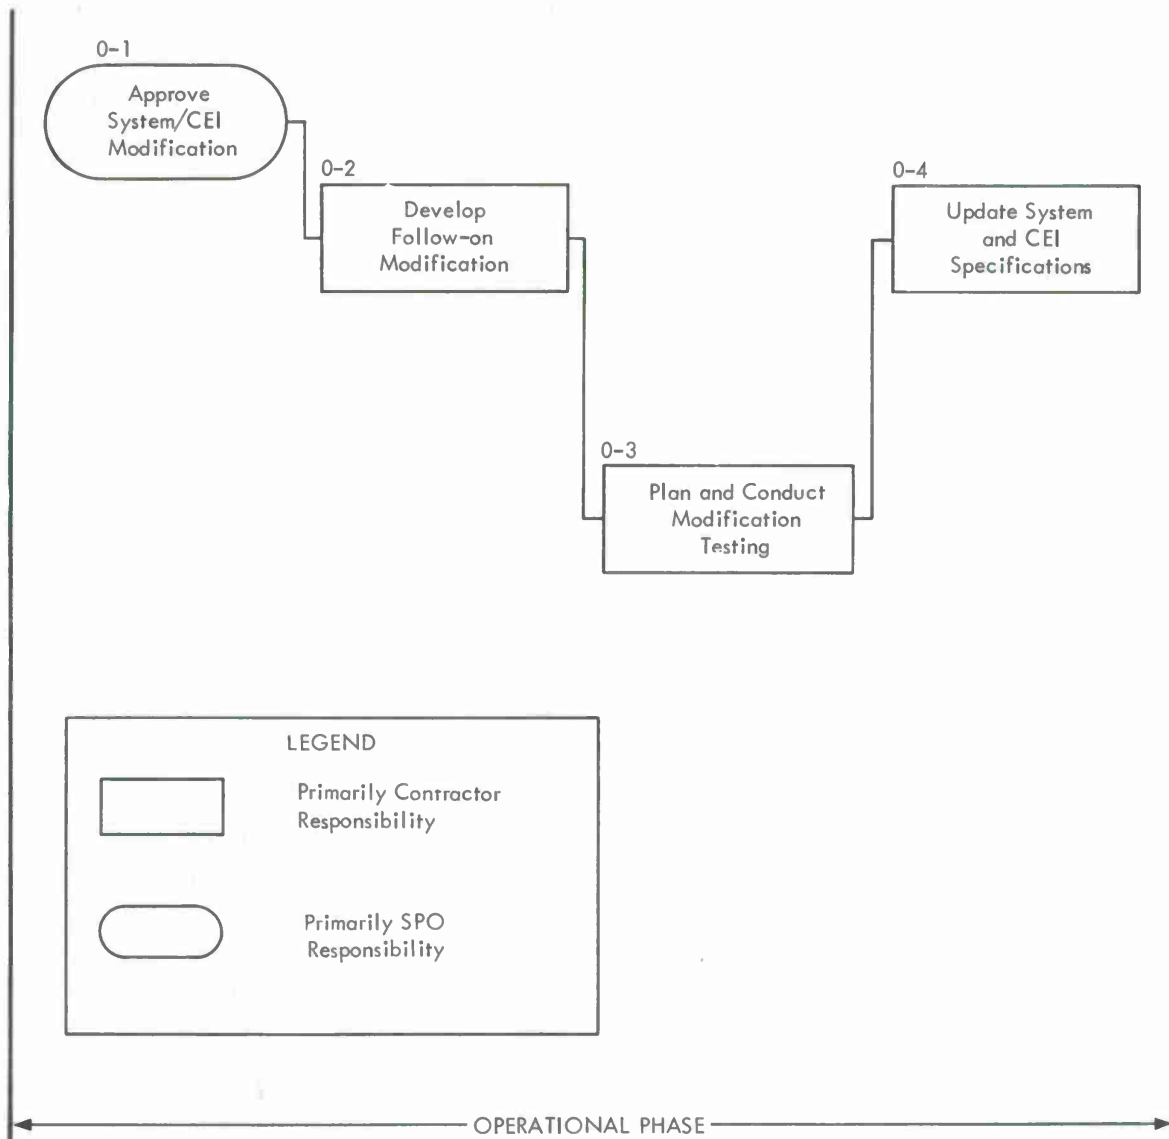 0-1
Approve
System/CEI
Modification
0-2
Develop
Follow-on
Modification
0-4
Update System
and CEI
Specifications
0-3
Plan and Conduct
Modification
Testing
LEGEND
Primarily Contractor
Responsibility
Primarily SPO
Responsibility
OPERATIONAL PHASE